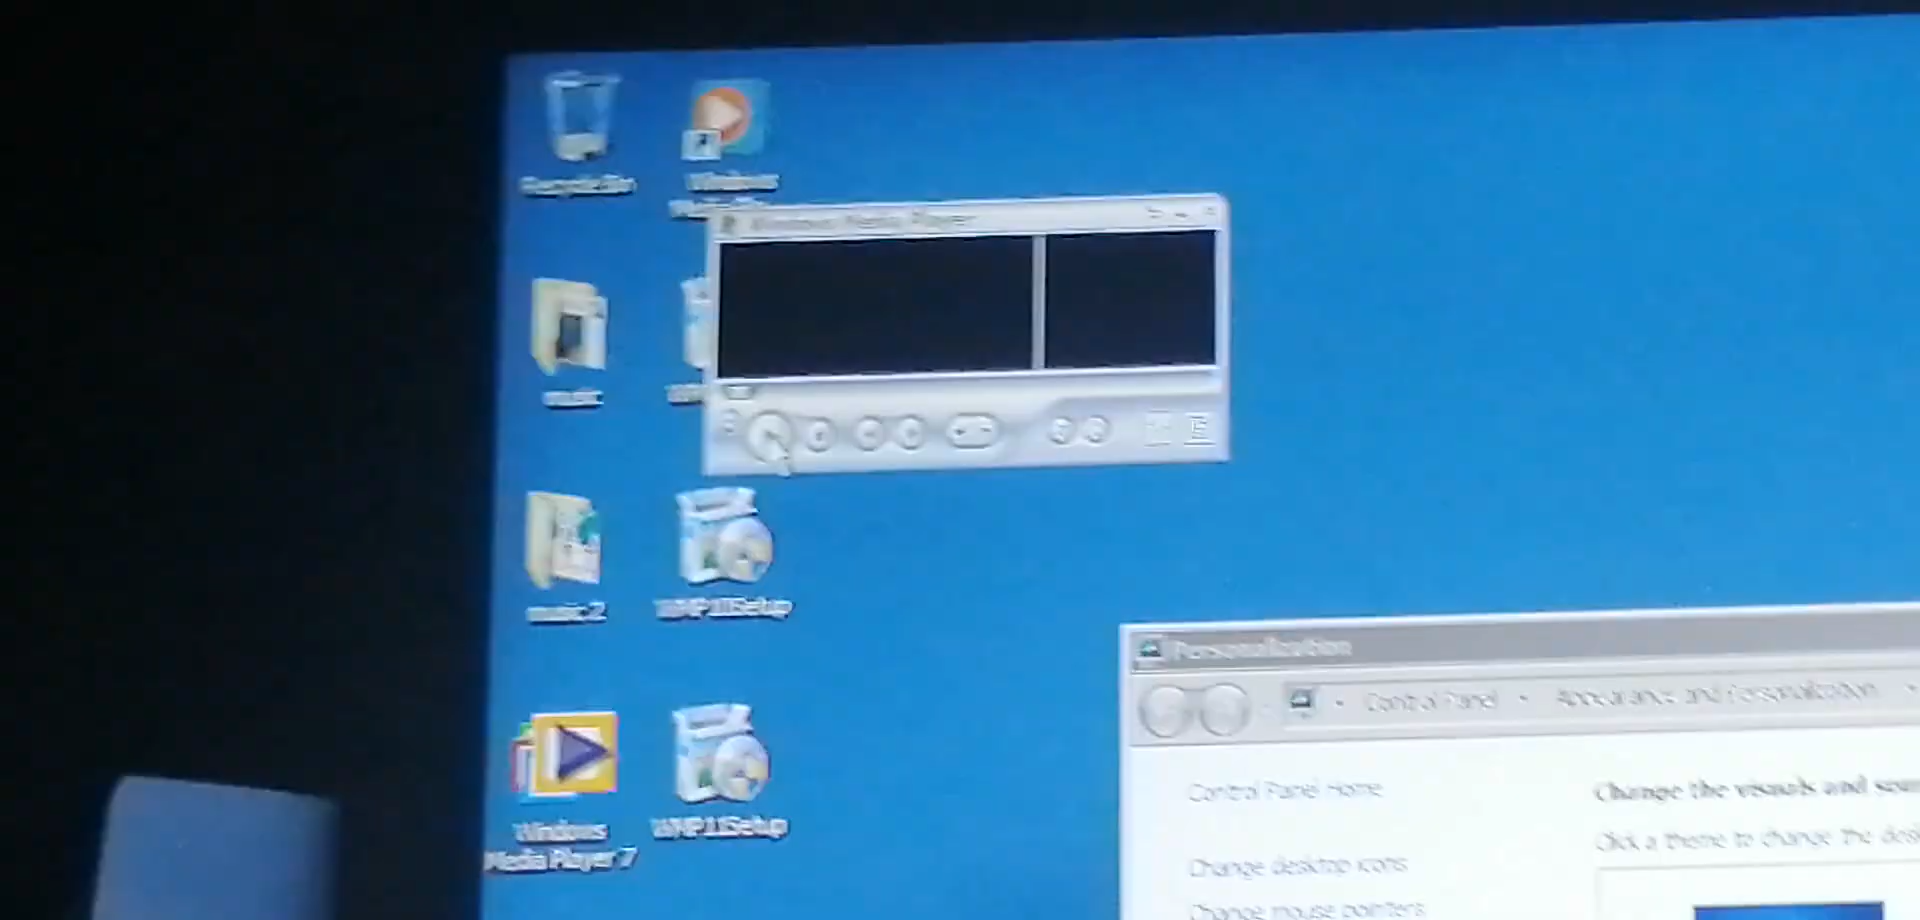 Recycle Bin
Windows
Windows Media Player
music
music 2
WMP11Setup
Windows
Media Player 7
WMP11Setup
Personalization
Control Panel
Appearance and Personalization
Control Panel Home
Change the visuals and
Click a theme to change the
Change desktop icons
Change mouse pointers